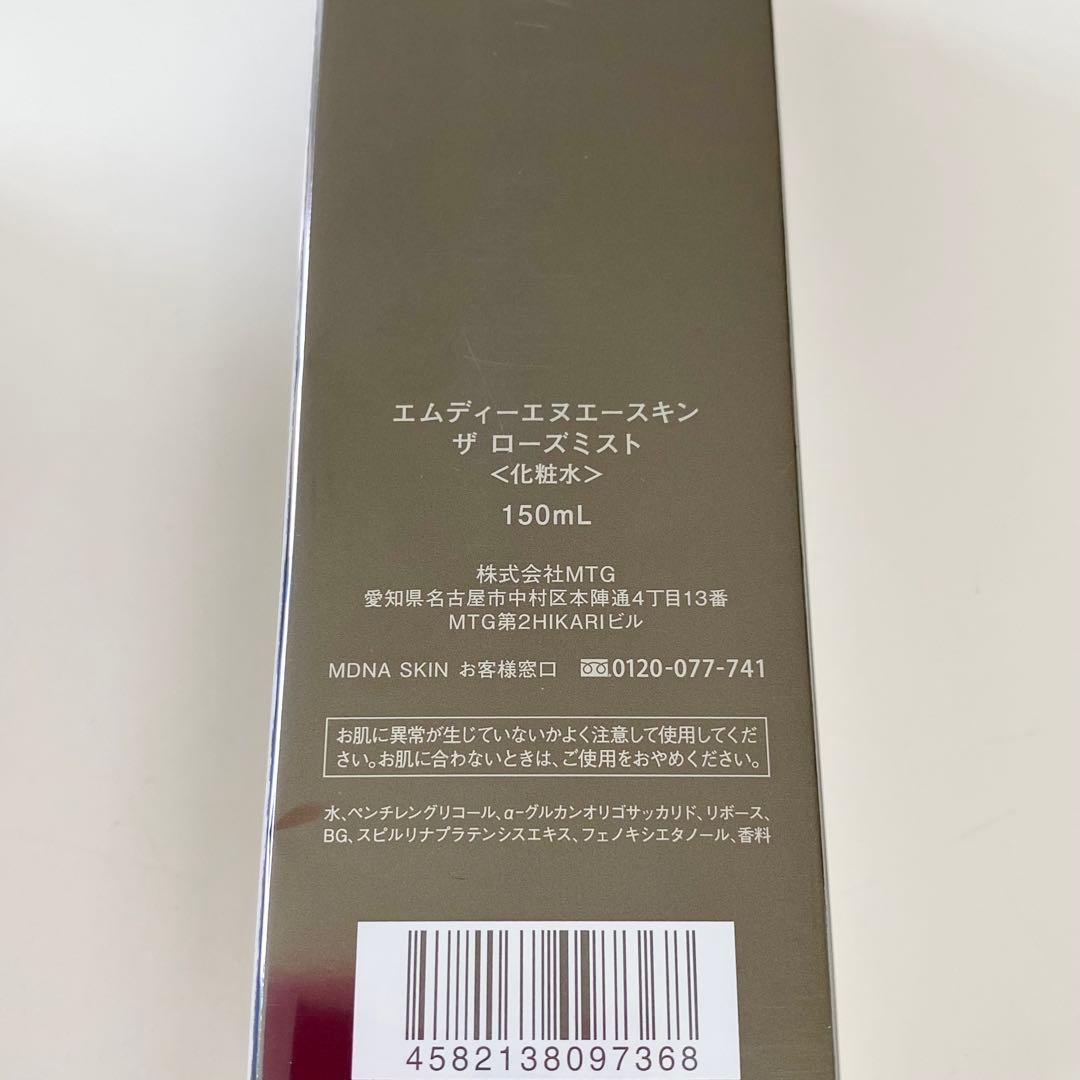 エムディーエヌエースキン
ザ ローズミスト
<化粧水>
150mL
株式会社MTG
愛知県名古屋市中村区本陣通4丁目13番
MTG第2HIKARIビル
MDNA SKIN お客様窓口 0120-077-741
お肌に異常が生じていないかよく注意して使用してくだ
さい。お肌に合わないときは、ご使用をおやめください。
水、ペンチレングリコール、α-グルカンオリゴサッカリド、リボース、
BG、スピルリナプラテンシスエキス、フェノキシエタノール、香料
4582138097368